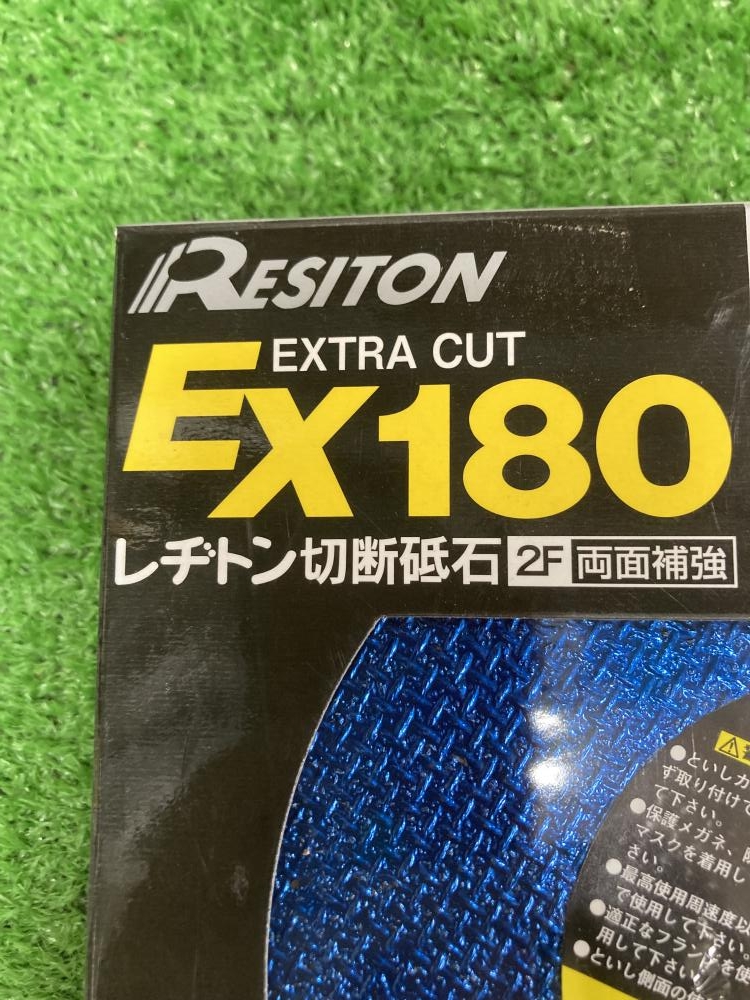 RESITON
EXTRA CUT
EX180
レヂトン切断砥石 2F 両面補強
●といしカ
ず取り付けて
て下さい。
●保護メガネ、
マスクを着用し
さい。
●最高使用周速度以
で使用して下さい。
●適正なフランジを使
用して下さい。
●といし側面の